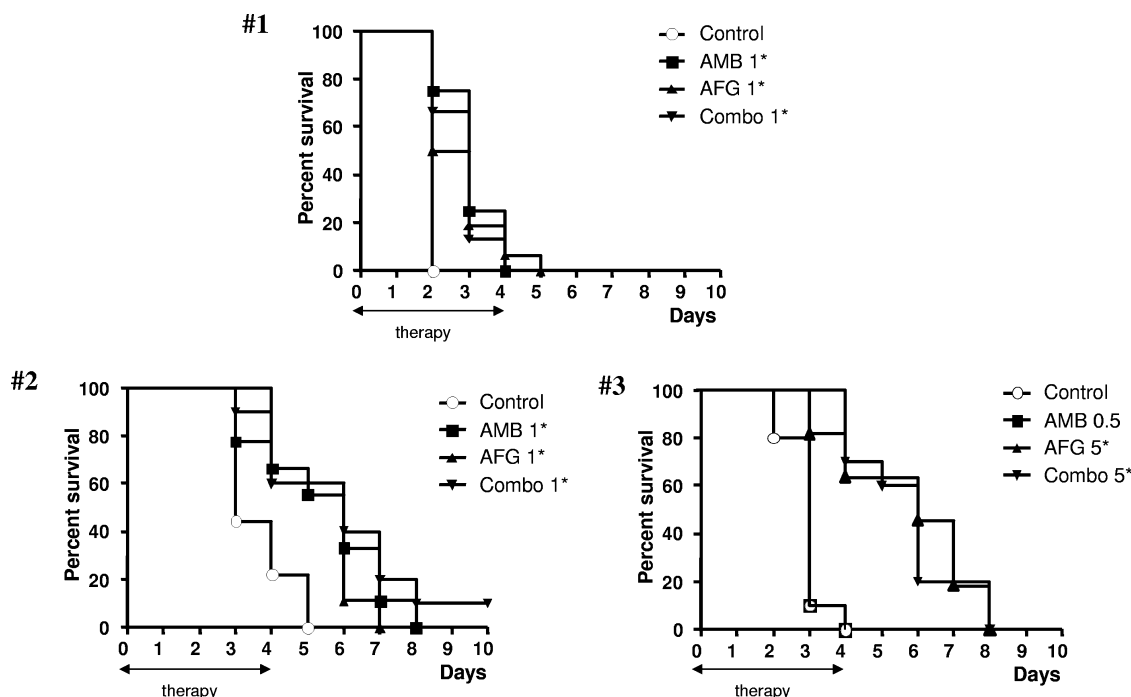 #1
Control
AMB 1*
AFG 1*
Combo 1*
Percent survival
100
80
60
40
20
0
0 1 2 3 4 5 6 7 8 9 10
Days
therapy
#2
Control
AMB 1*
AFG 1*
Combo 1*
Percent survival
100
80
60
40
20
0
0 1 2 3 4 5 6 7 8 9 10
Days
therapy
#3
Control
AMB 0.5
AFG 5*
Combo 5*
Percent survival
100
80
60
40
20
0
0 1 2 3 4 5 6 7 8 9 10
Days
therapy